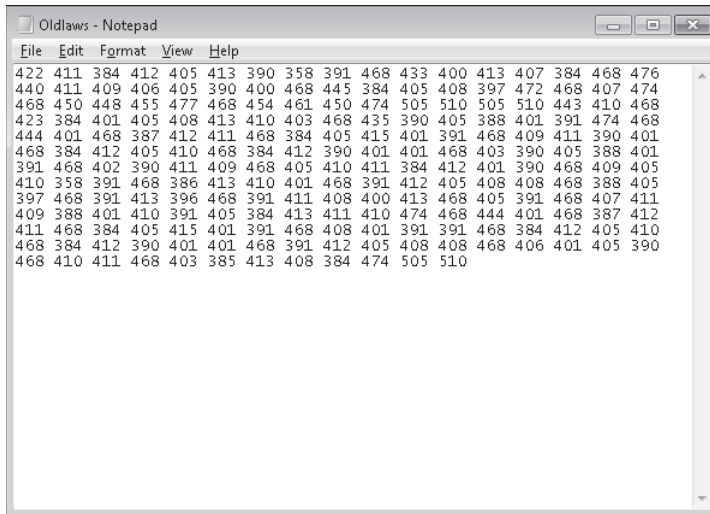 Oldlaws - Notepad
File Edit Format View Help
422 411 384 412 405 413 390 358 391 468 433 400 413 407 384 468 476
440 411 409 406 405 390 400 468 445 384 405 408 397 472 468 407 474
468 450 448 455 477 468 454 461 450 474 505 510 505 510 443 410 468
423 384 401 405 408 413 410 403 468 435 390 405 388 401 391 474 468
444 401 468 387 412 411 468 384 405 415 401 391 468 409 411 390 401
468 384 412 405 410 468 384 412 390 401 401 468 403 390 405 388 401
391 468 402 390 411 409 468 405 410 411 384 412 401 390 468 409 405
410 358 391 468 386 413 410 401 468 391 412 405 408 408 468 388 405
397 468 391 413 396 468 391 411 408 400 413 468 405 391 468 407 411
409 388 401 410 391 405 384 413 411 410 474 468 444 401 468 387 412
411 468 384 405 415 401 391 468 408 401 391 391 468 384 412 405 410
468 384 412 390 401 401 468 391 412 405 408 408 468 406 401 405 390
468 410 411 468 403 385 413 408 384 474 505 510